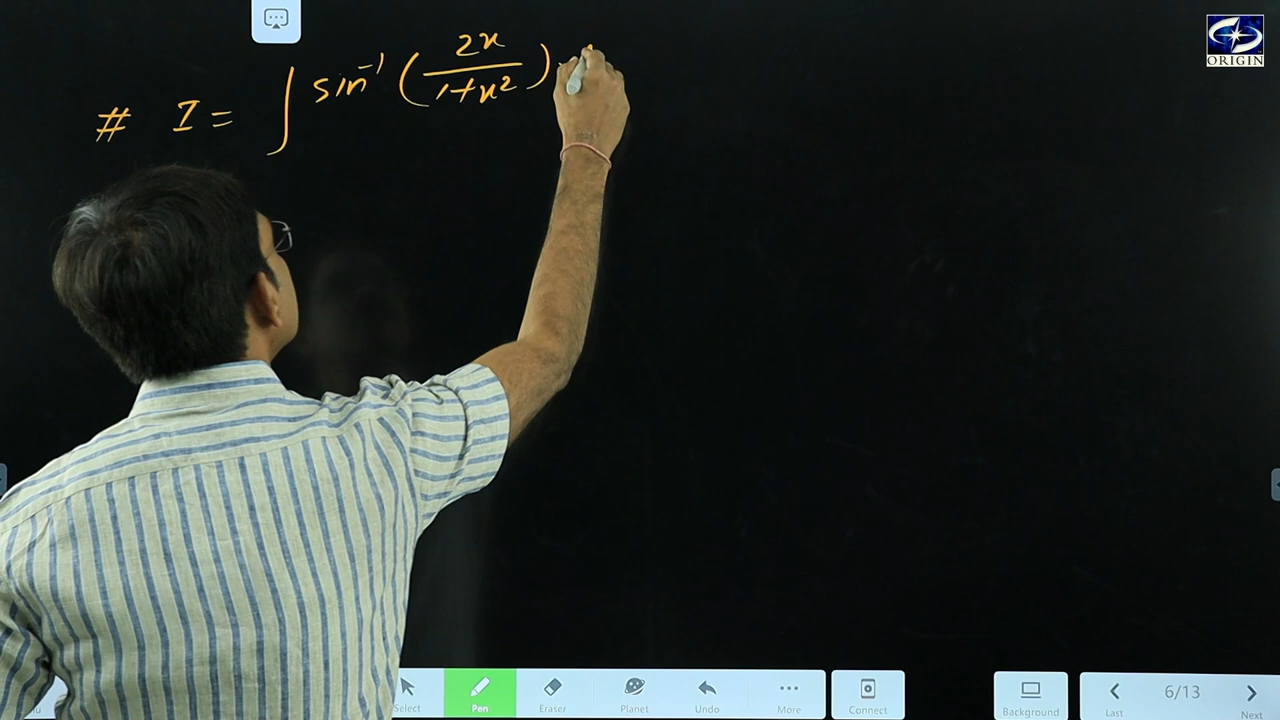 # I = ∫ sin⁻¹ (2x/1+x²)
ORIGIN
Select
Pen
Eraser
Planet
Undo
More
Connect
Background
Last
6/13
Next